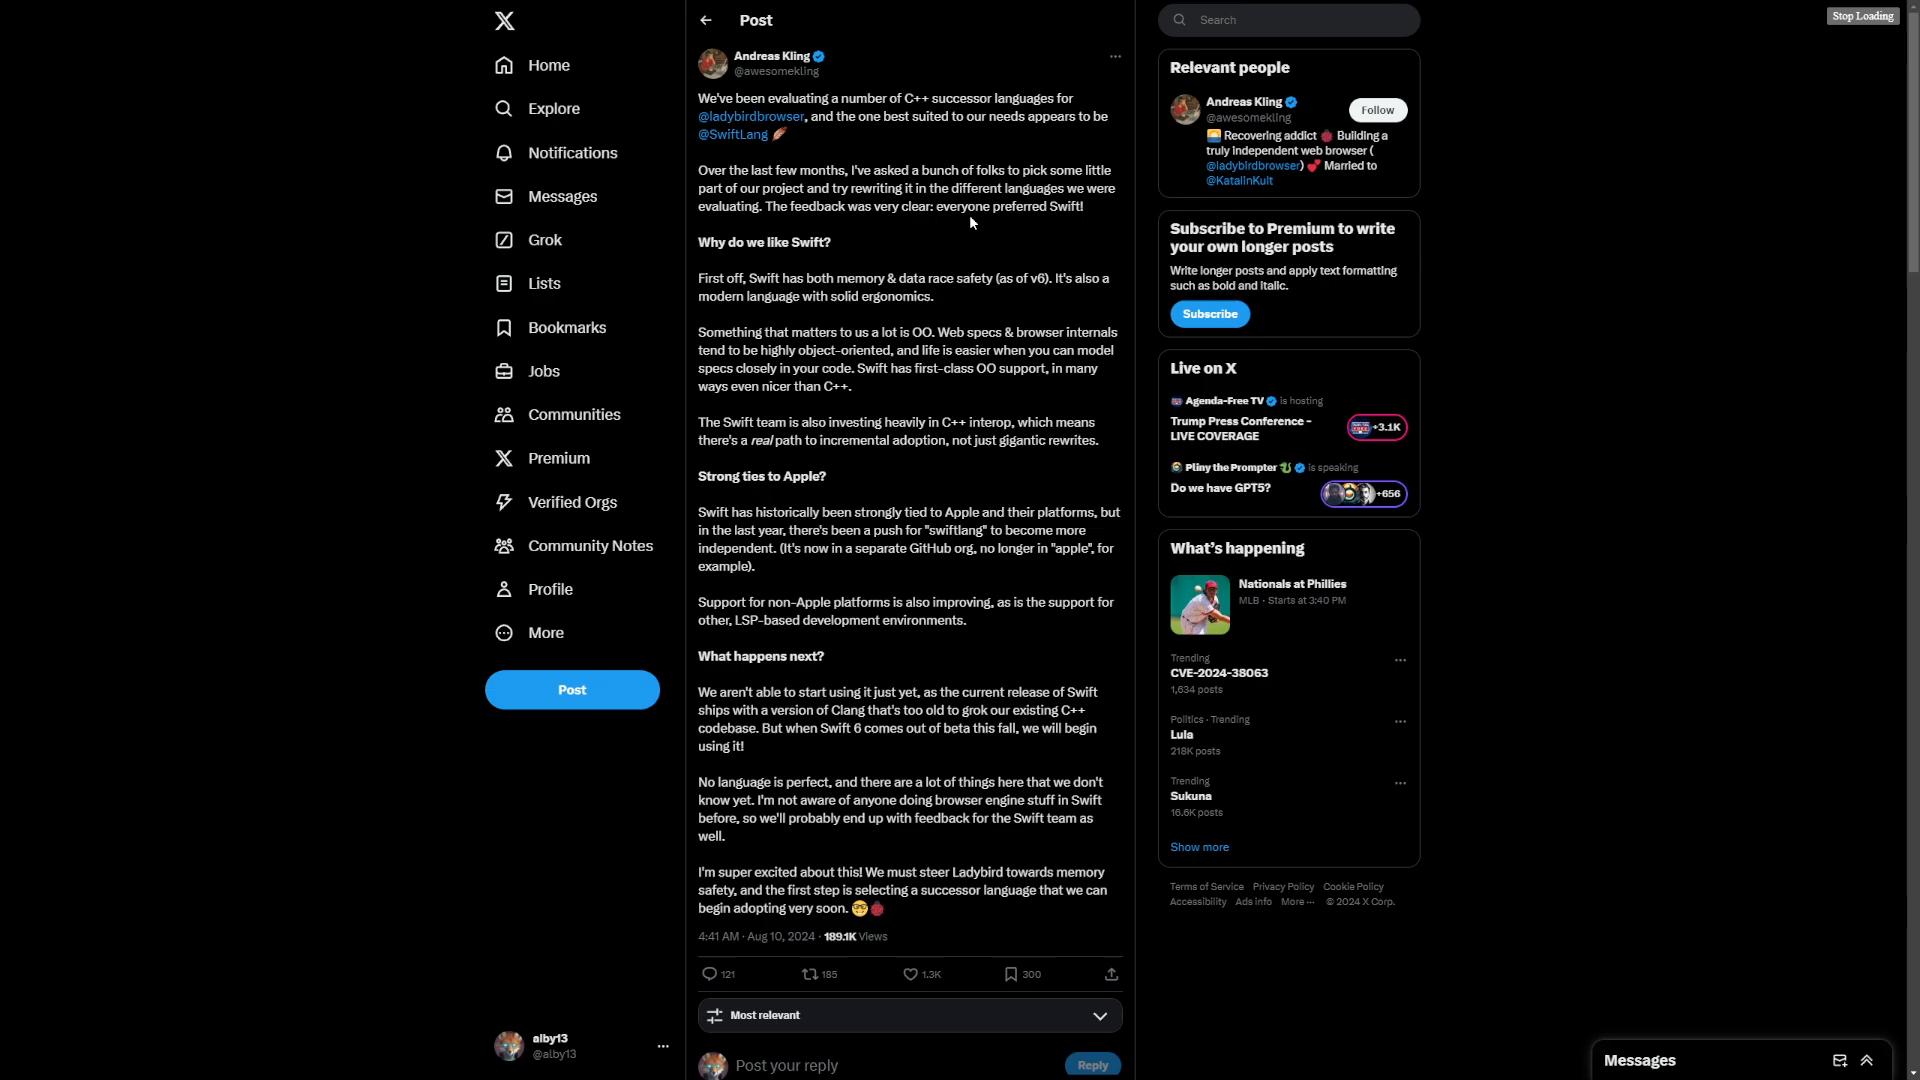 Home
Explore
Notifications
Messages
Grok
Lists
Bookmarks
Jobs
Communities
Premium
Verified Orgs
Community Notes
Profile
More
Post
alby13
@alby13
Post
Andreas Kling
@awesomekling
We've been evaluating a number of C++ successor languages for
@ladybirdbrowser, and the one best suited to our needs appears to be
@SwiftLang 🪶
Over the last few months, I've asked a bunch of folks to pick some little
part of our project and try rewriting it in the different languages we were
evaluating. The feedback was very clear: everyone preferred Swift!
Why do we like Swift?
First off, Swift has both memory & data race safety (as of v6). It's also a
modern language with solid ergonomics.
Something that matters to us a lot is OO. Web specs & browser internals
tend to be highly object-oriented, and life is easier when you can model
specs closely in your code. Swift has first-class OO support, in many
ways even nicer than C++.
The Swift team is also investing heavily in C++ interop, which means
there's a real path to incremental adoption, not just gigantic rewrites.
Strong ties to Apple?
Swift has historically been strongly tied to Apple and their platforms, but
in the last year, there's been a push for "swiftlang" to become more
independent. (It's now in a separate GitHub org, no longer in "apple", for
example).
Support for non-Apple platforms is also improving, as is the support for
other, LSP-based development environments.
What happens next?
We aren't able to start using it just yet, as the current release of Swift
ships with a version of Clang that's too old to grok our existing C++
codebase. But when Swift 6 comes out of beta this fall, we will begin
using it!
No language is perfect, and there are a lot of things here that we don't
know yet. I'm not aware of anyone doing browser engine stuff in Swift
before, so we'll probably end up with feedback for the Swift team as
well.
I'm super excited about this! We must steer Ladybird towards memory
safety, and the first step is selecting a successor language that we can
begin adopting very soon. 🤓🐞
4:41 AM · Aug 10, 2024 · 189.1K Views
121 185 1.3K 300
Most relevant
Post your reply
Reply
Search
Stop Loading
Relevant people
Andreas Kling
@awesomekling
Follow
🌅 Recovering addict 🐞 Building a
truly independent web browser (
@ladybirdbrowser) 💕 Married to
@KatalinKult
Subscribe to Premium to write
your own longer posts
Write longer posts and apply text formatting
such as bold and italic.
Subscribe
Live on X
Agenda-Free TV is hosting
Trump Press Conference -
LIVE COVERAGE
+3.1K
Pliny the Prompter 🐉 is speaking
Do we have GPT5?
+656
What's happening
Nationals at Phillies
MLB · Starts at 3:40 PM
Trending
CVE-2024-38063
1,634 posts
Politics · Trending
Lula
218K posts
Trending
Sukuna
16.6K posts
Show more
Terms of Service Privacy Policy Cookie Policy
Accessibility Ads info More ··· © 2024 X Corp.
Messages